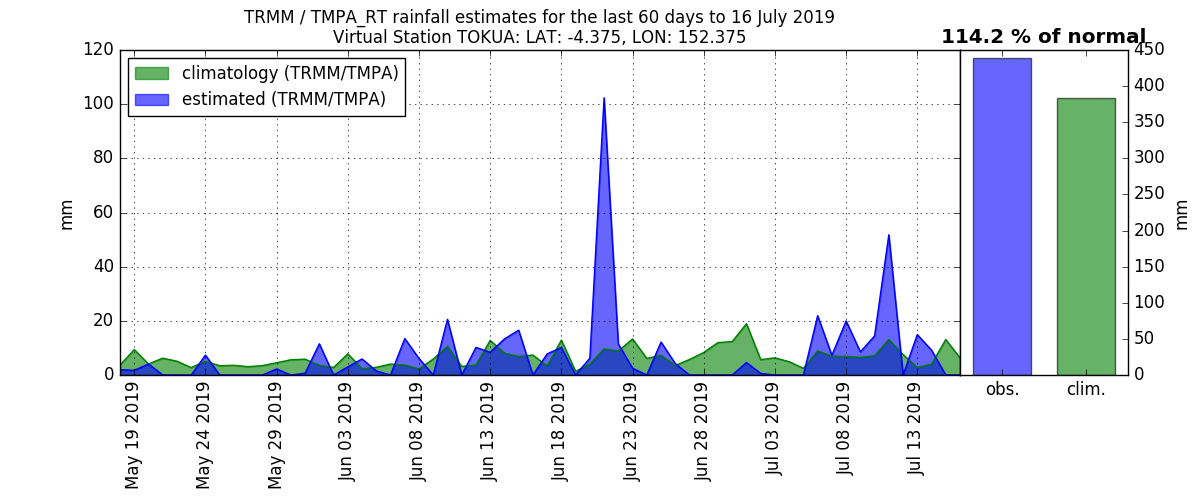 TRMM / TMPA_RT rainfall estimates for the last 60 days to 16 July 2019
Virtual Station TOKUA: LAT: -4.375, LON: 152.375
114.2 % of normal
climatology (TRMM/TMPA)
estimated (TRMM/TMPA)
mm
120
100
80
60
40
20
0
May 19 2019
May 24 2019
May 29 2019
Jun 03 2019
Jun 08 2019
Jun 13 2019
Jun 18 2019
Jun 23 2019
Jun 28 2019
Jul 03 2019
Jul 08 2019
Jul 13 2019
450
400
350
300
250
200
150
100
50
0
mm
obs.
clim.